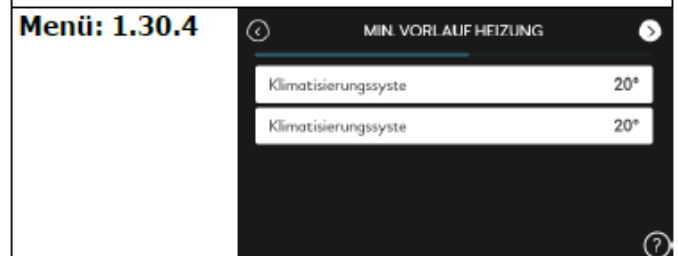 Menü: 1.30.4
MIN. VORLAUF HEIZUNG
Klimatisierungssyste 20°
Klimatisierungssyste 20°
?